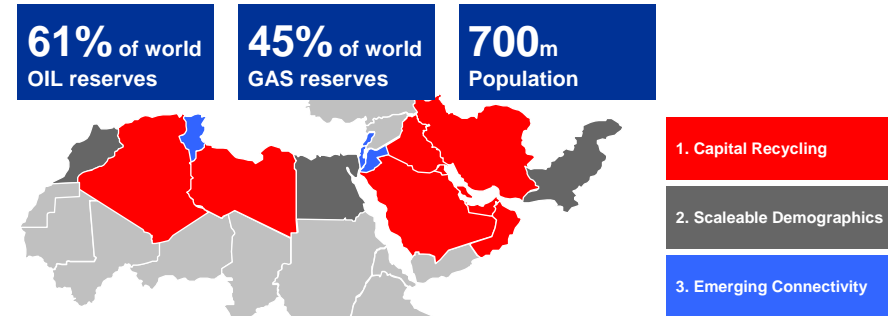 61% of world
OIL reserves
45% of world
GAS reserves
700m
Population
1. Capital Recycling
2. Scaleable Demographics
3. Emerging Connectivity